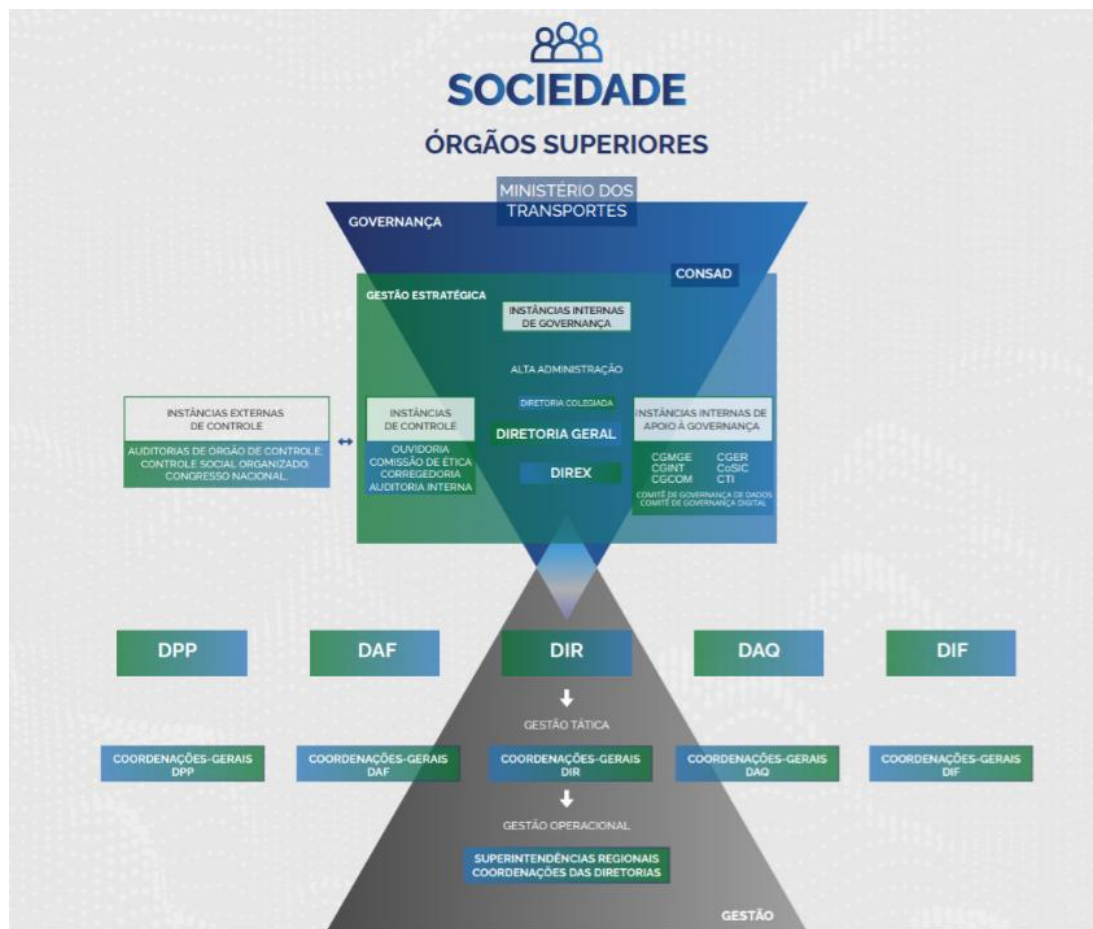 SOCIEDADE
ÓRGÃOS SUPERIORES
MINISTÉRIO DOS
TRANSPORTES
GOVERNANÇA
CONSAD
GESTÃO ESTRATÉGICA
INSTÂNCIAS INTERNAS
DE GOVERNANÇA
ALTA ADMINISTRAÇÃO
DIRETORIA COLEGIADA
DIRETORIA GERAL
DIREX
INSTÂNCIAS EXTERNAS
DE CONTROLE
AUDITORIAS DE ÓRGÃO DE CONTROLE,
CONTROLE SOCIAL ORGANIZADO,
CONGRESSO NACIONAL.
INSTÂNCIAS
DE CONTROLE
OUVIDORIA
COMISSÃO DE ÉTICA
CORREGEDORIA
AUDITORIA INTERNA
INSTÂNCIAS INTERNAS DE
APOIO À GOVERNANÇA
CGMGE CGER
CGINT CoSIC
CGCOM CTI
COMITÊ DE GOVERNANÇA DE DADOS
COMITÊ DE GOVERNANÇA DIGITAL
DPP
DAF
DIR
DAQ
DIF
GESTÃO TÁTICA
COORDENAÇÕES-GERAIS
DPP
COORDENAÇÕES-GERAIS
DAF
COORDENAÇÕES-GERAIS
DIR
COORDENAÇÕES-GERAIS
DAQ
COORDENAÇÕES-GERAIS
DIF
GESTÃO OPERACIONAL
SUPERINTENDÊNCIAS REGIONAIS
COORDENAÇÕES DAS DIRETORIAS
GESTÃO